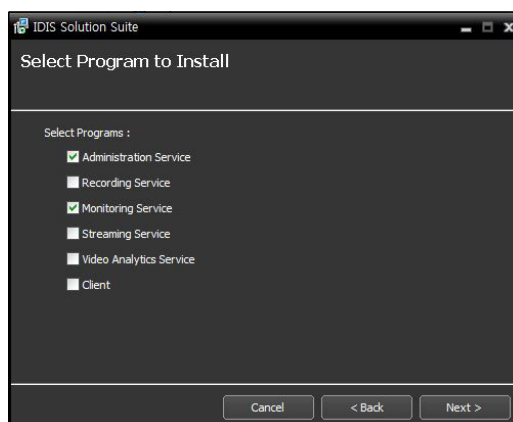 IDIS Solution Suite
Select Program to Install
Select Programs :
Administration Service
Recording Service
Monitoring Service
Streaming Service
Video Analytics Service
Client
Cancel
< Back
Next >